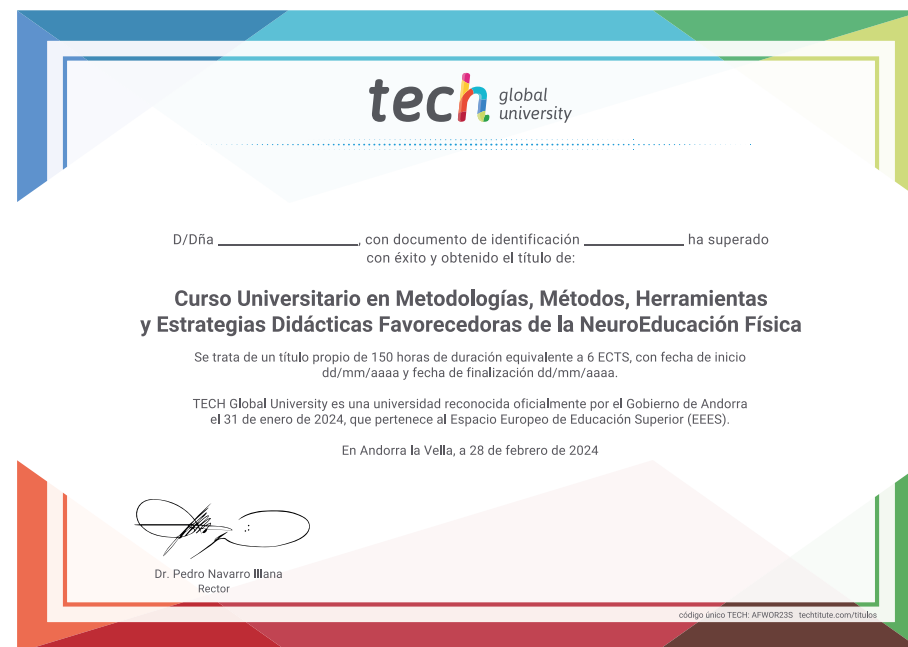 tech global university
D/Dña ____________________, con documento de identificación ______________ ha superado
con éxito y obtenido el título de:
Curso Universitario en Metodologías, Métodos, Herramientas
y Estrategias Didácticas Favorecedoras de la NeuroEducación Física
Se trata de un título propio de 150 horas de duración equivalente a 6 ECTS, con fecha de inicio
dd/mm/aaaa y fecha de finalización dd/mm/aaaa.
TECH Global University es una universidad reconocida oficialmente por el Gobierno de Andorra
el 31 de enero de 2024, que pertenece al Espacio Europeo de Educación Superior (EEES).
En Andorra la Vella, a 28 de febrero de 2024
Dr. Pedro Navarro Illana
Rector
código único TECH: AFWOR23S techtitute.com/titulos